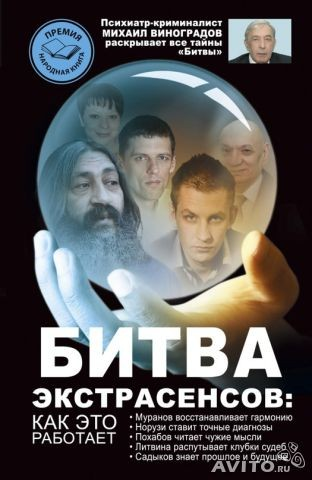 ПРЕМИЯ
НАРОДНАЯ КНИГА
Психиатр-криминалист
МИХАИЛ ВИНОГРАДОВ
раскрывает все тайны
«Битвы»
БИТВА
ЭКСТРАСЕНСОВ:
КАК ЭТО
РАБОТАЕТ
• Муранов восстанавливает гармонию
• Норузи ставит точные диагнозы
• Похабов читает чужие мысли
• Литвина распутывает клубки судеб
• Садыков знает прошлое и будущее
AVITO.ru